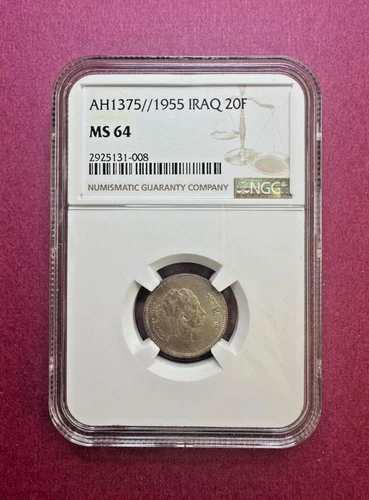 AH1375//1955 IRAQ 20F
MS 64
2925131-008
NUMISMATIC GUARANTY COMPANY
NGC